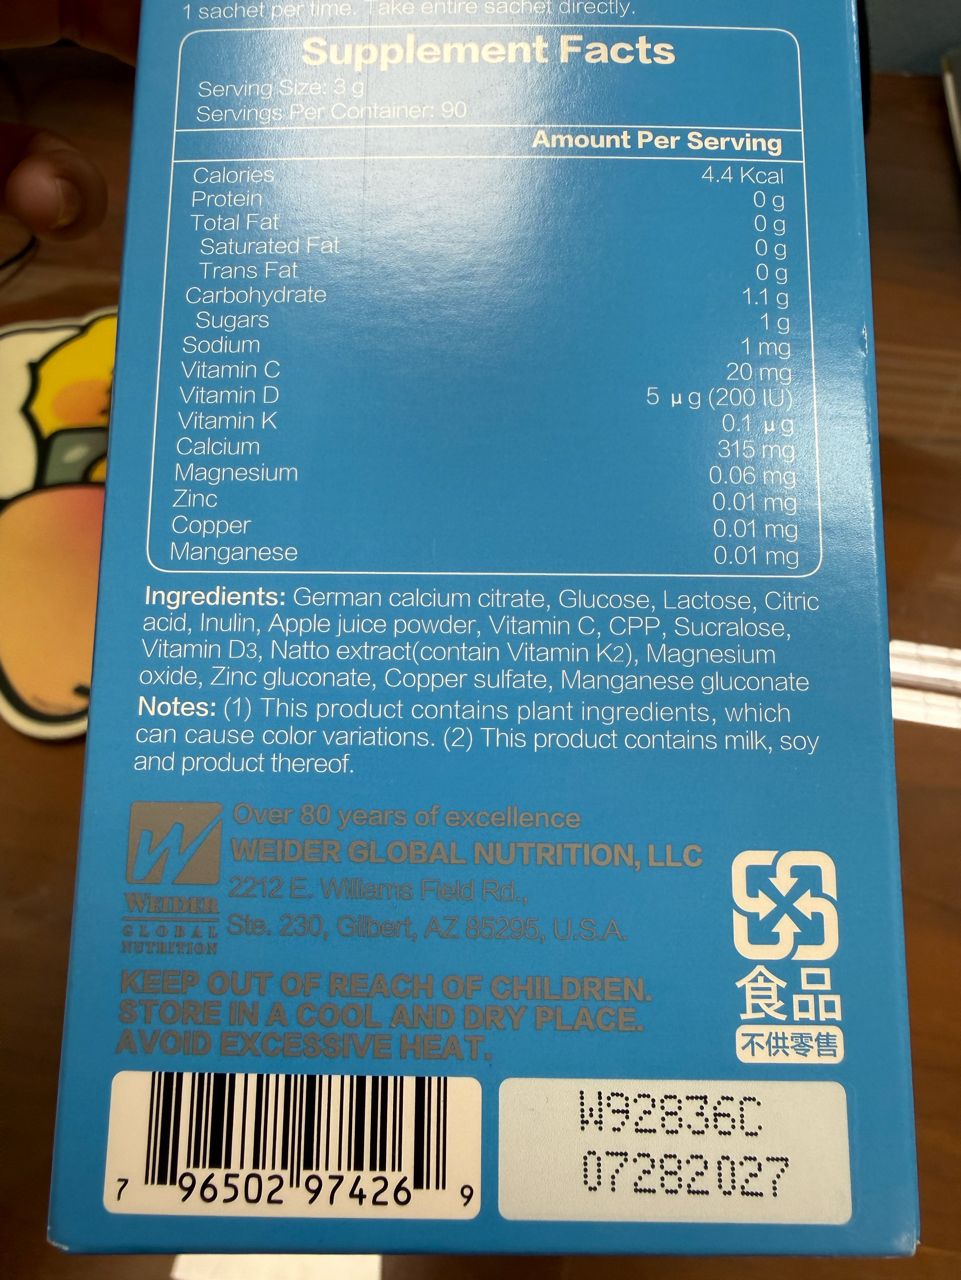 1 sachet per time. Take entire sachet directly.
Supplement Facts
Serving Size: 3 g
Servings Per Container: 90
Amount Per Serving
Calories 4.4 Kcal
Protein 0 g
Total Fat 0 g
Saturated Fat 0 g
Trans Fat 0 g
Carbohydrate 1.1 g
Sugars 1 g
Sodium 1 mg
Vitamin C 20 mg
Vitamin D 5 μg (200 IU)
Vitamin K 0.1 μg
Calcium 315 mg
Magnesium 0.06 mg
Zinc 0.01 mg
Copper 0.01 mg
Manganese 0.01 mg
Ingredients: German calcium citrate, Glucose, Lactose, Citric
acid, Inulin, Apple juice powder, Vitamin C, CPP, Sucralose,
Vitamin D3, Natto extract(contain Vitamin K2), Magnesium
oxide, Zinc gluconate, Copper sulfate, Manganese gluconate
Notes: (1) This product contains plant ingredients, which
can cause color variations. (2) This product contains milk, soy
and product thereof.
Over 80 years of excellence
WEIDER GLOBAL NUTRITION, LLC
2212 E. Williams Field Rd.,
Ste. 230, Gilbert, AZ 85295, U.S.A.
WEIDER
GLOBAL
NUTRITION
KEEP OUT OF REACH OF CHILDREN.
STORE IN A COOL AND DRY PLACE.
AVOID EXCESSIVE HEAT.
食品
不供零售
7 96502 97426 9
W92836C
07282027